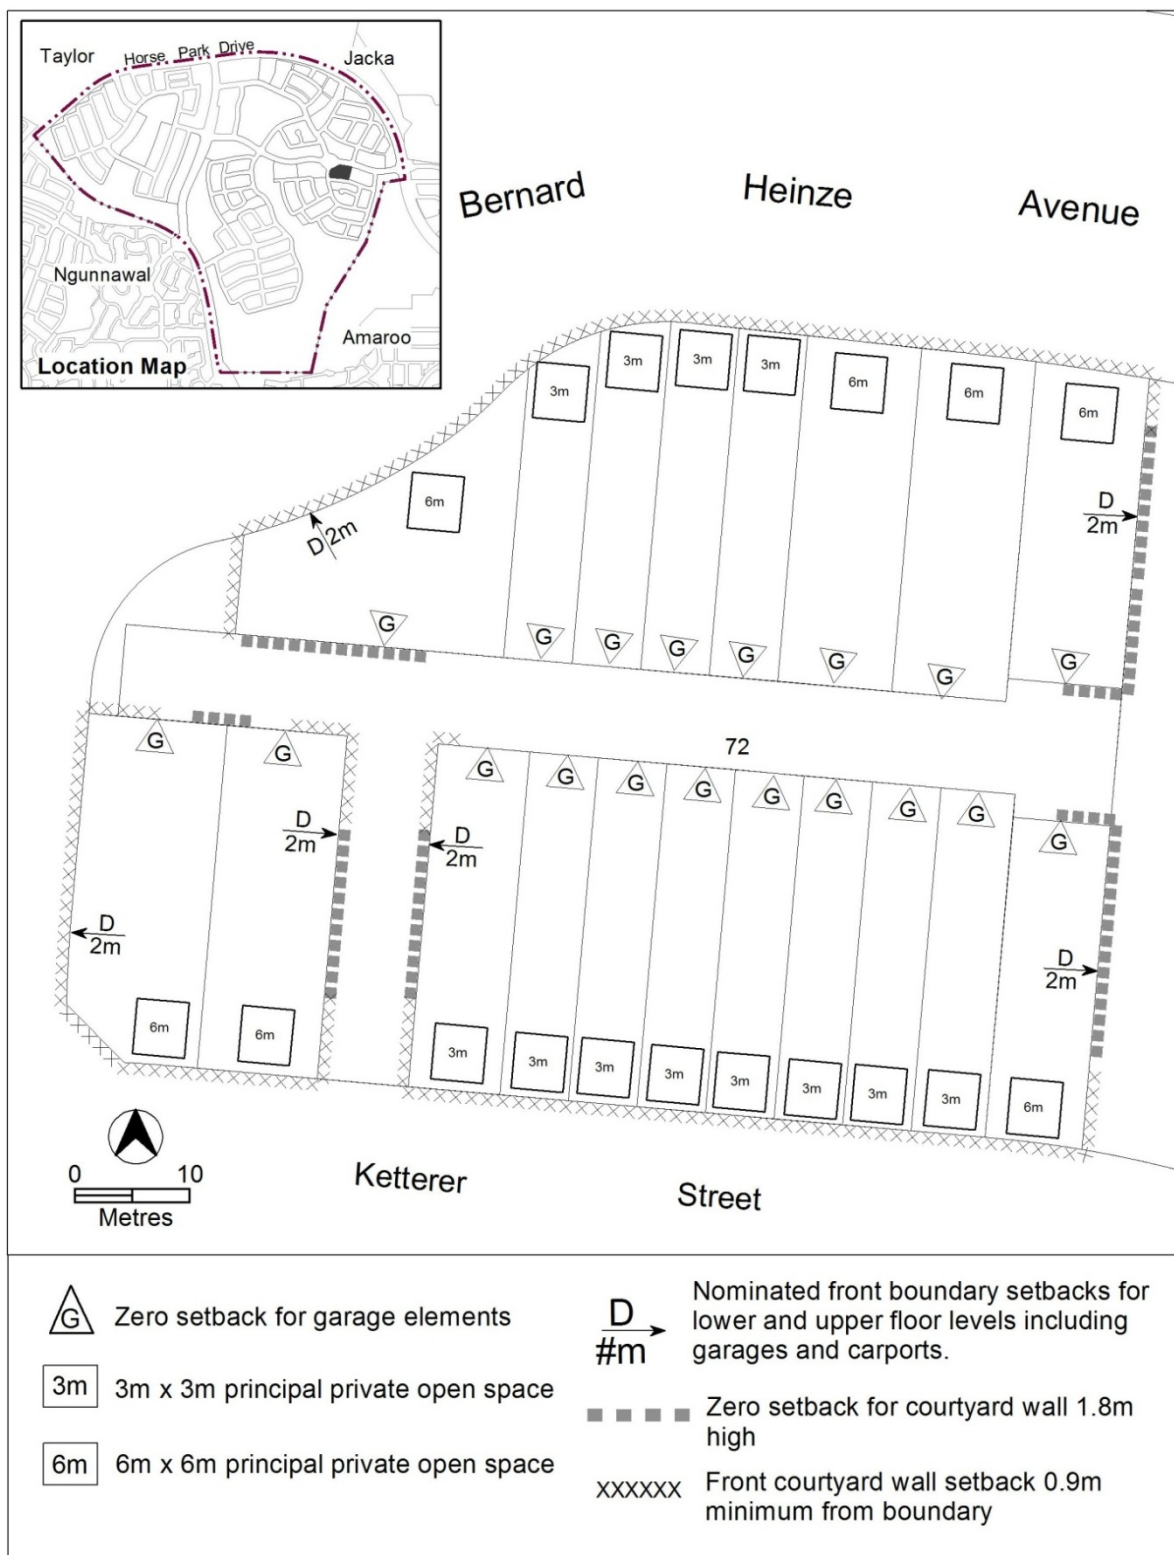 Taylor
Horse Park Drive
Jacka
Ngunnawal
Amaroo
Location Map
Bernard Heinze Avenue
3m
3m
3m
3m
6m
6m
6m
6m
D
2m
D 2m
G
G
G
G
G
G
G
G
72
G
G
G
G
G
G
G
G
G
G
G
D
2m
D
2m
D
2m
D
2m
6m
6m
3m
3m
3m
3m
3m
3m
3m
3m
6m
0 10
Metres
Ketterer Street
G Zero setback for garage elements
3m 3m x 3m principal private open space
6m 6m x 6m principal private open space
D
#m
Nominated front boundary setbacks for
lower and upper floor levels including
garages and carports.
Zero setback for courtyard wall 1.8m
high
XXXXXX Front courtyard wall setback 0.9m
minimum from boundary